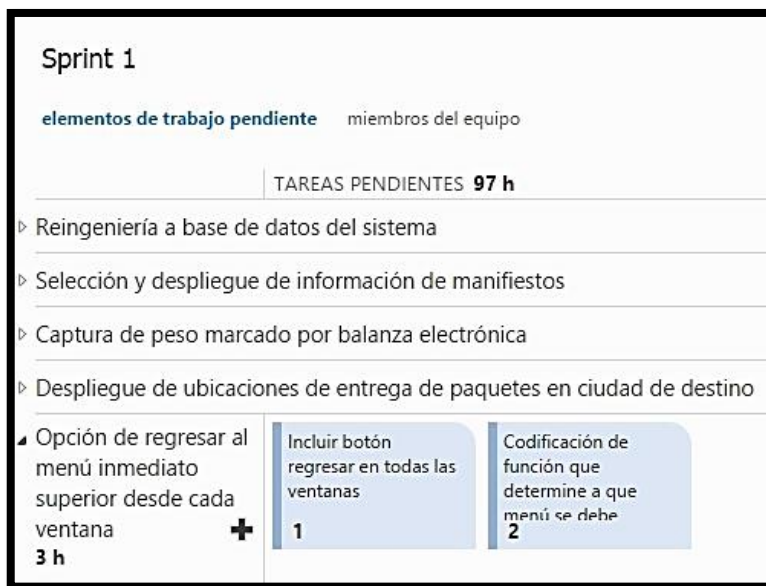 Sprint 1
elementos de trabajo pendiente miembros del equipo
TAREAS PENDIENTES 97 h
Reingeniería a base de datos del sistema
Selección y despliegue de información de manifiestos
Captura de peso marcado por balanza electrónica
Despliegue de ubicaciones de entrega de paquetes en ciudad de destino
Opción de regresar al
menú inmediato
superior desde cada
ventana
3 h
Incluir botón
regresar en todas las
ventanas
1
Codificación de
función que
determine a que
menú se debe
2